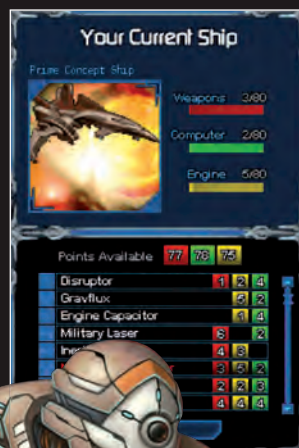 Your Current Ship
Prime Concept Ship
Weapons 3/80
Computer 2/80
Engine 5/80
Points Available 77 78 75
Disruptor 1 2 4
Gravflux 5 2
Engine Capacitor 1 4
Military Laser 6 2
4 3
3 5 2
2 2 3
4 4 4